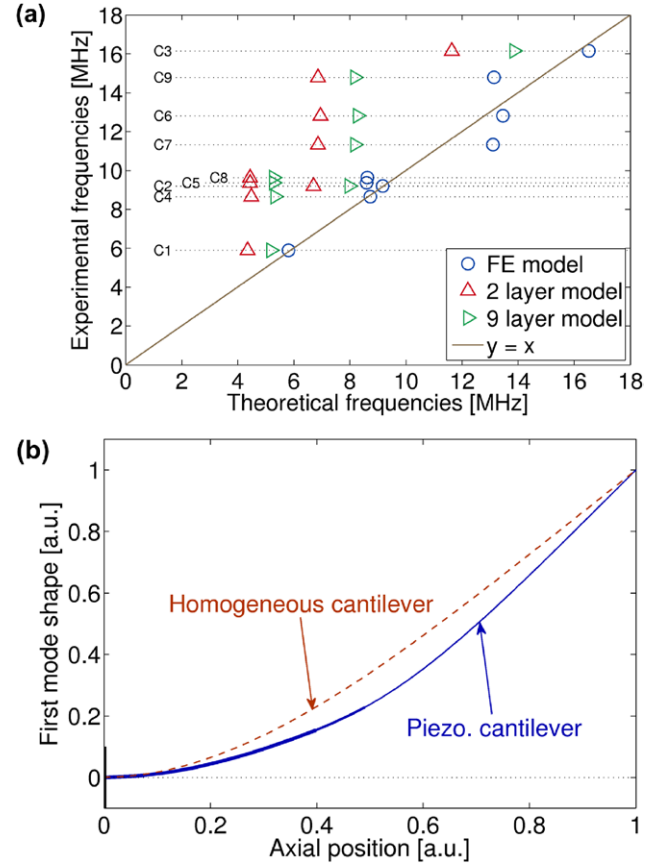 (a)
Experimental frequencies [MHz]
18
16
14
12
10
8
6
4
2
0
C3
C9
C6
C7
C8
C5
C2
C4
C1
FE model
2 layer model
9 layer model
y = x
0 2 4 6 8 10 12 14 16 18
Theoretical frequencies [MHz]
(b)
First mode shape [a.u.]
1
0.8
0.6
0.4
0.2
0
Homogeneous cantilever
Piezo. cantilever
0 0.2 0.4 0.6 0.8 1
Axial position [a.u.]